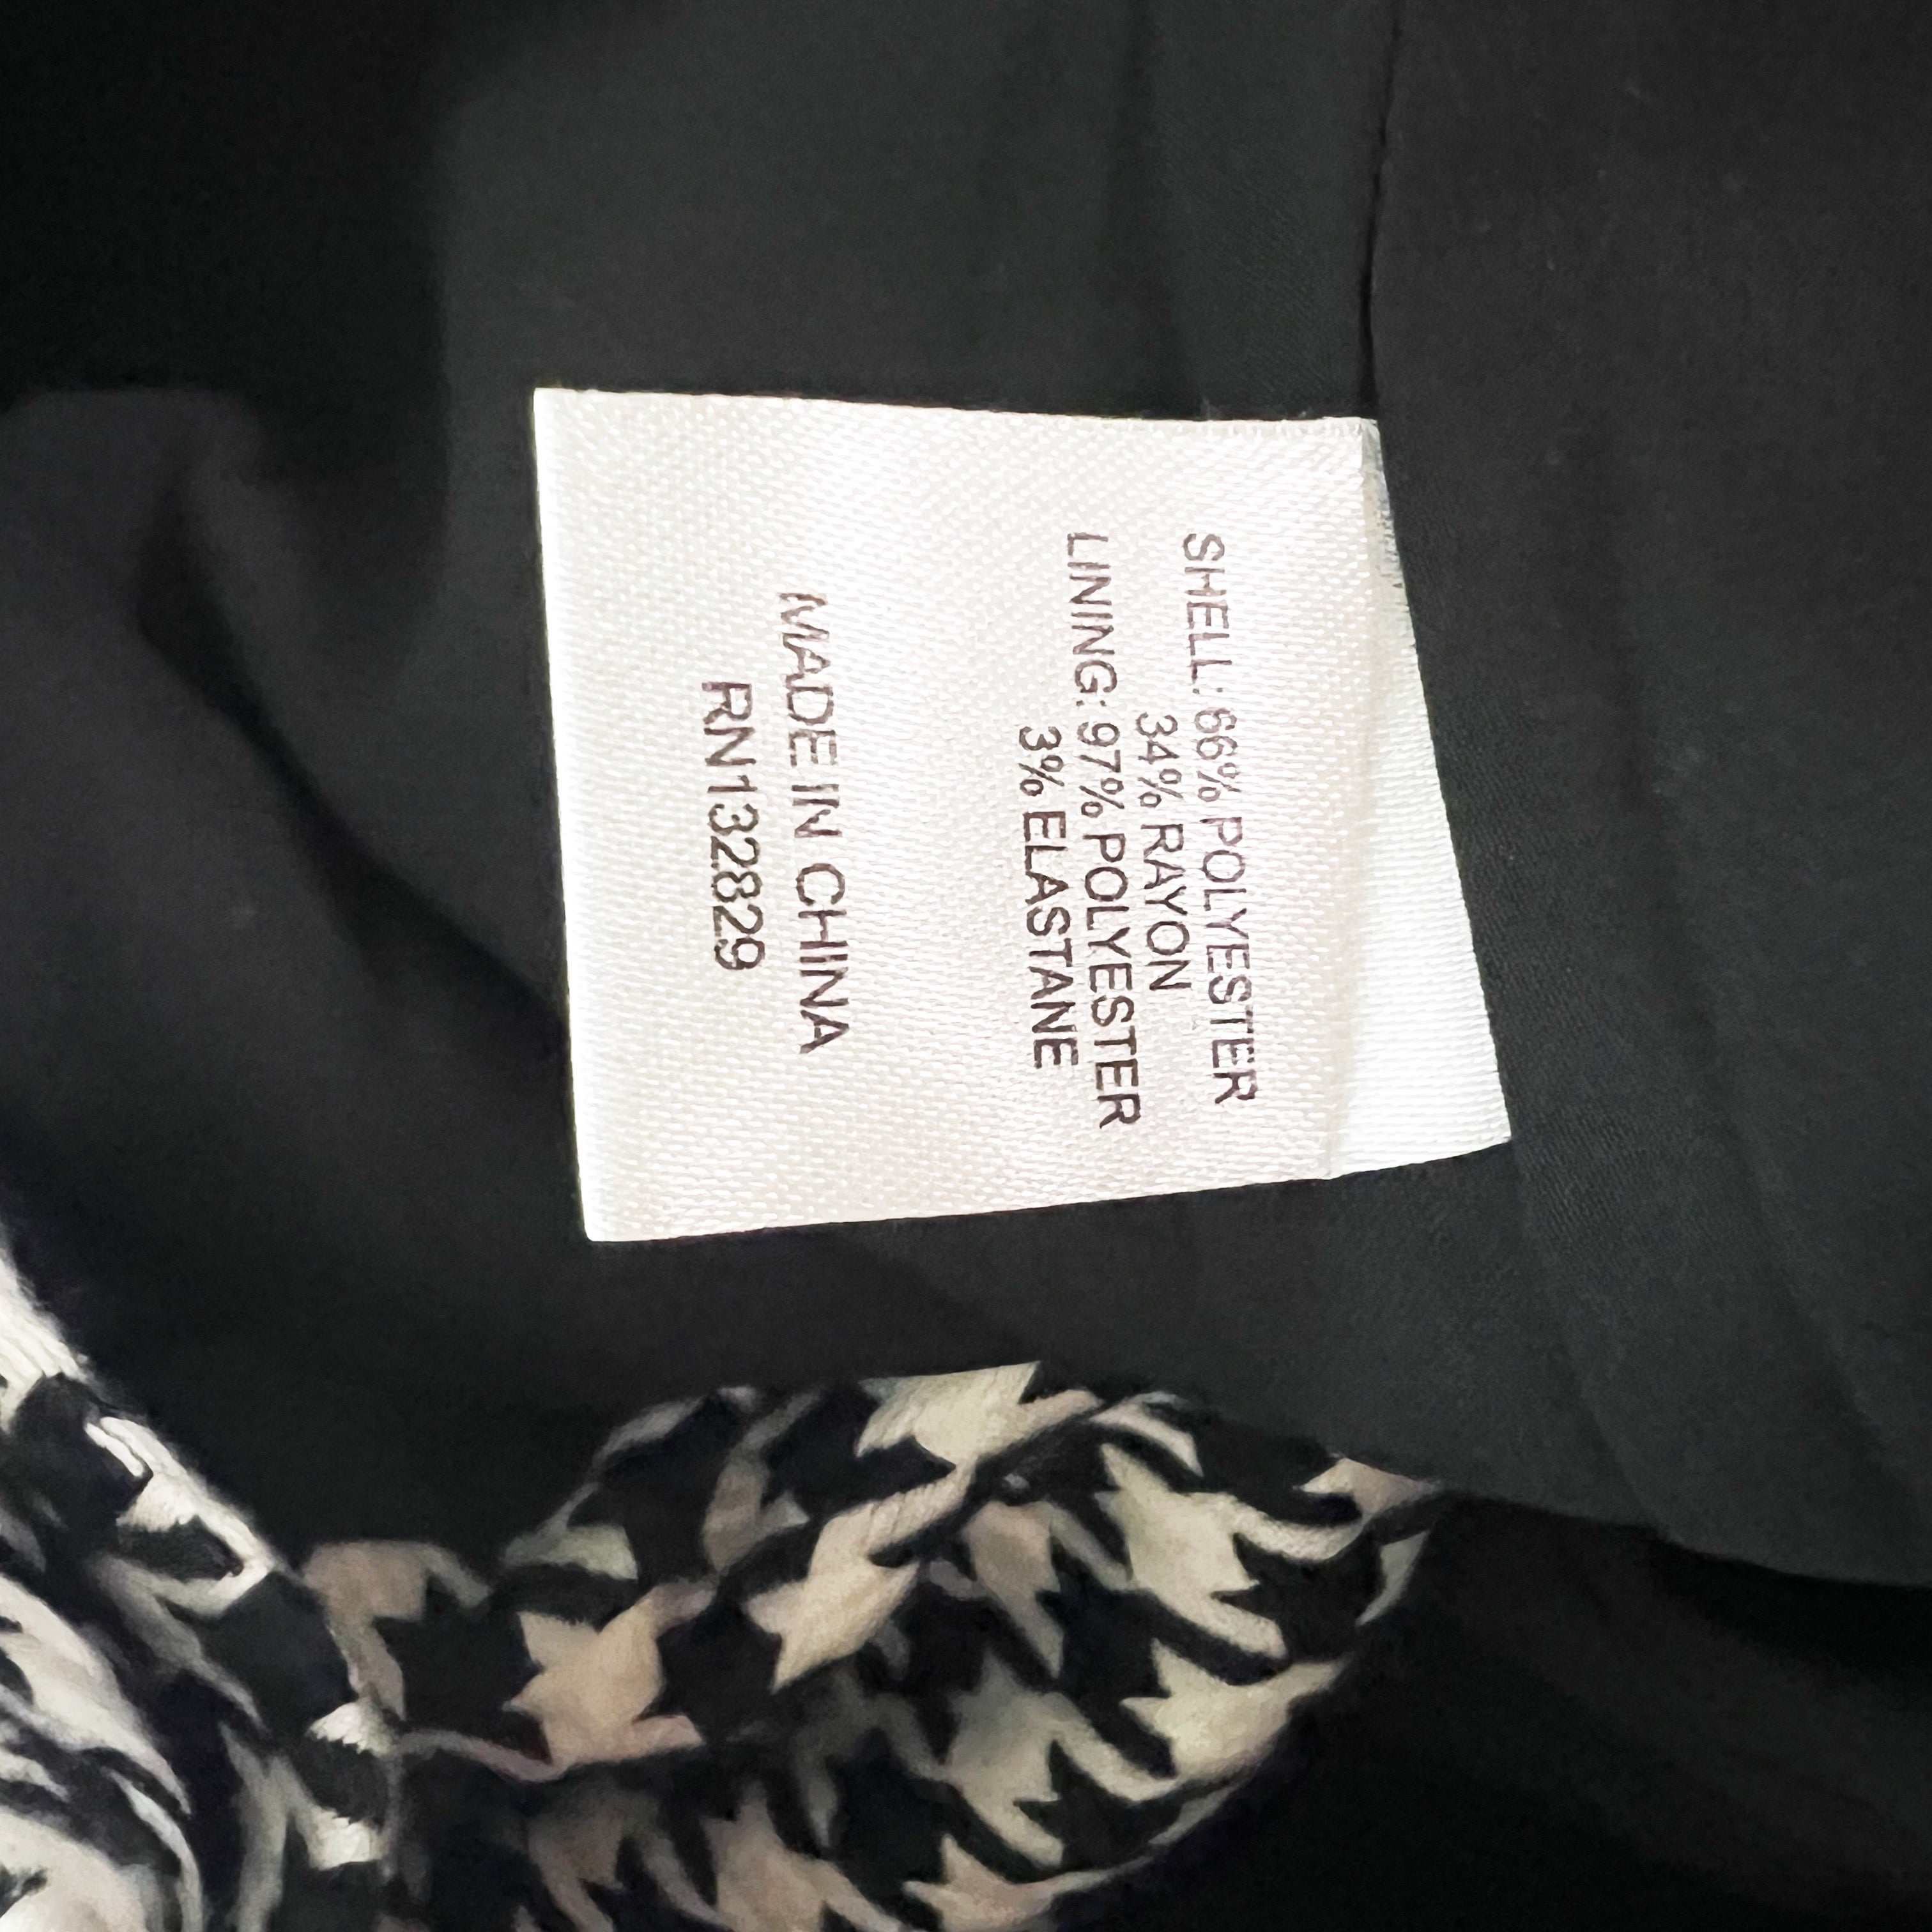 SHELL: 66% POLYESTER
34% RAYON
LINING: 97% POLYESTER
3% ELASTANE
MADE IN CHINA
RN132829